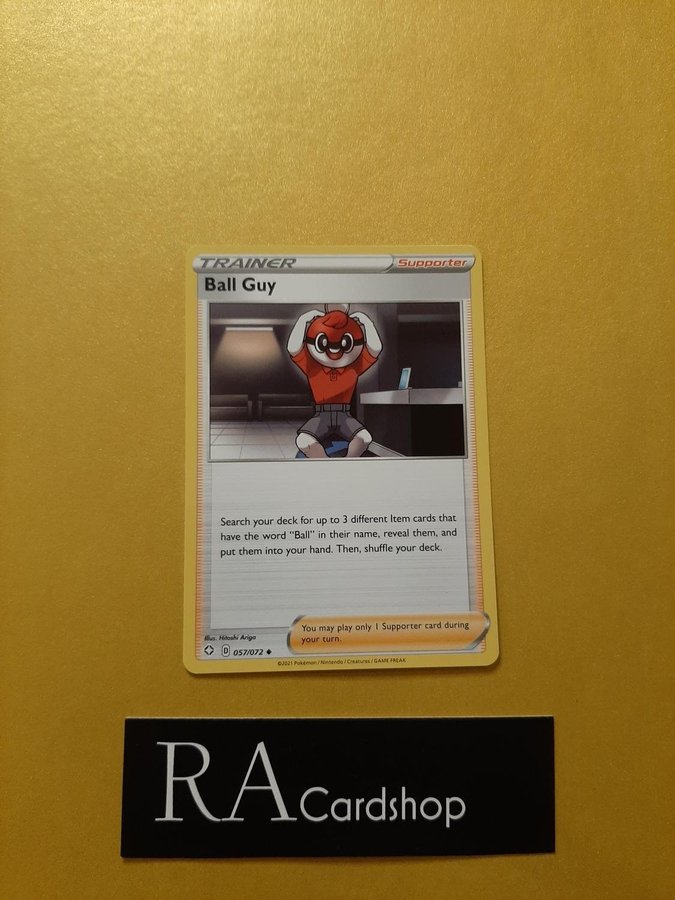 TRAINER Supporter
Ball Guy
Search your deck for up to 3 different Item cards that
have the word "Ball" in their name, reveal them, and
put them into your hand. Then, shuffle your deck.
You may play only 1 Supporter card during
your turn.
Illus. Hitoshi Ariga
D 057/072
©2021 Pokémon / Nintendo / Creatures / GAME FREAK
RA Cardshop